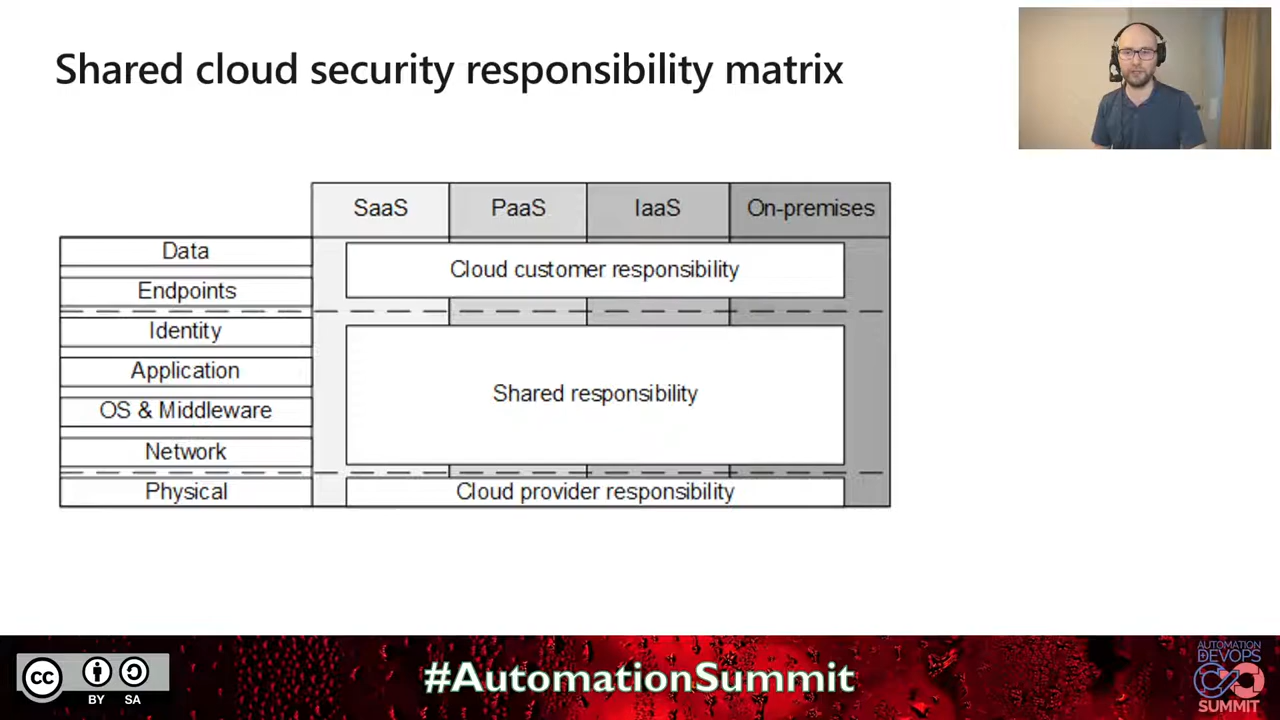 Shared cloud security responsibility matrix
SaaS PaaS IaaS On-premises
Data
Cloud customer responsibility
Endpoints
Identity
Application
Shared responsibility
OS & Middleware
Network
Physical
Cloud provider responsibility
cc
BY SA
#AutomationSummit
AUTOMATION
DEVOPS
SUMMIT